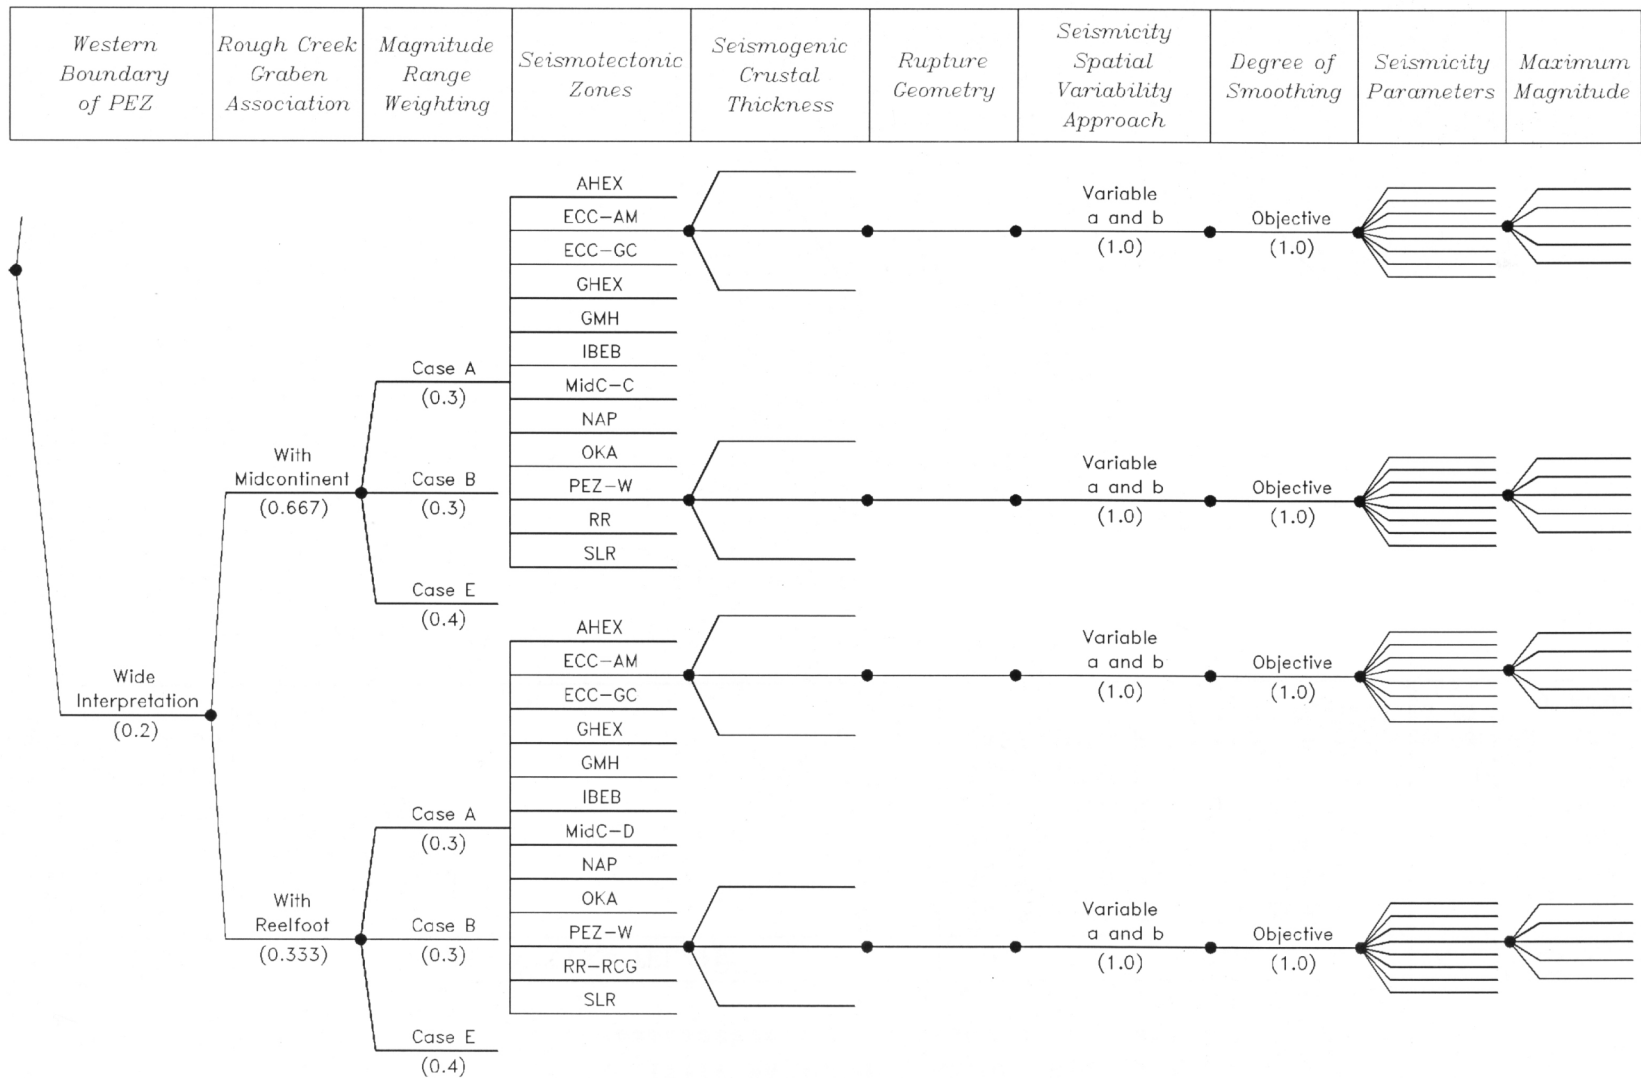 Western
Boundary
of PEZ
Rough Creek
Graben
Association
Magnitude
Range
Weighting
Seismotectonic
Zones
Seismogenic
Crustal
Thickness
Rupture
Geometry
Seismicity
Spatial
Variability
Approach
Degree of
Smoothing
Seismicity
Parameters
Maximum
Magnitude
Wide
Interpretation
(0.2)
With
Midcontinent
(0.667)
Case A
(0.3)
Case B
(0.3)
Case E
(0.4)
AHEX
ECC-AM
ECC-GC
GHEX
GMH
IBEB
MidC-C
NAP
OKA
PEZ-W
RR
SLR
Variable
a and b
(1.0)
Objective
(1.0)
Variable
a and b
(1.0)
Objective
(1.0)
With
Reelfoot
(0.333)
Case A
(0.3)
Case B
(0.3)
Case E
(0.4)
AHEX
ECC-AM
ECC-GC
GHEX
GMH
IBEB
MidC-D
NAP
OKA
PEZ-W
RR-RCG
SLR
Variable
a and b
(1.0)
Objective
(1.0)
Variable
a and b
(1.0)
Objective
(1.0)